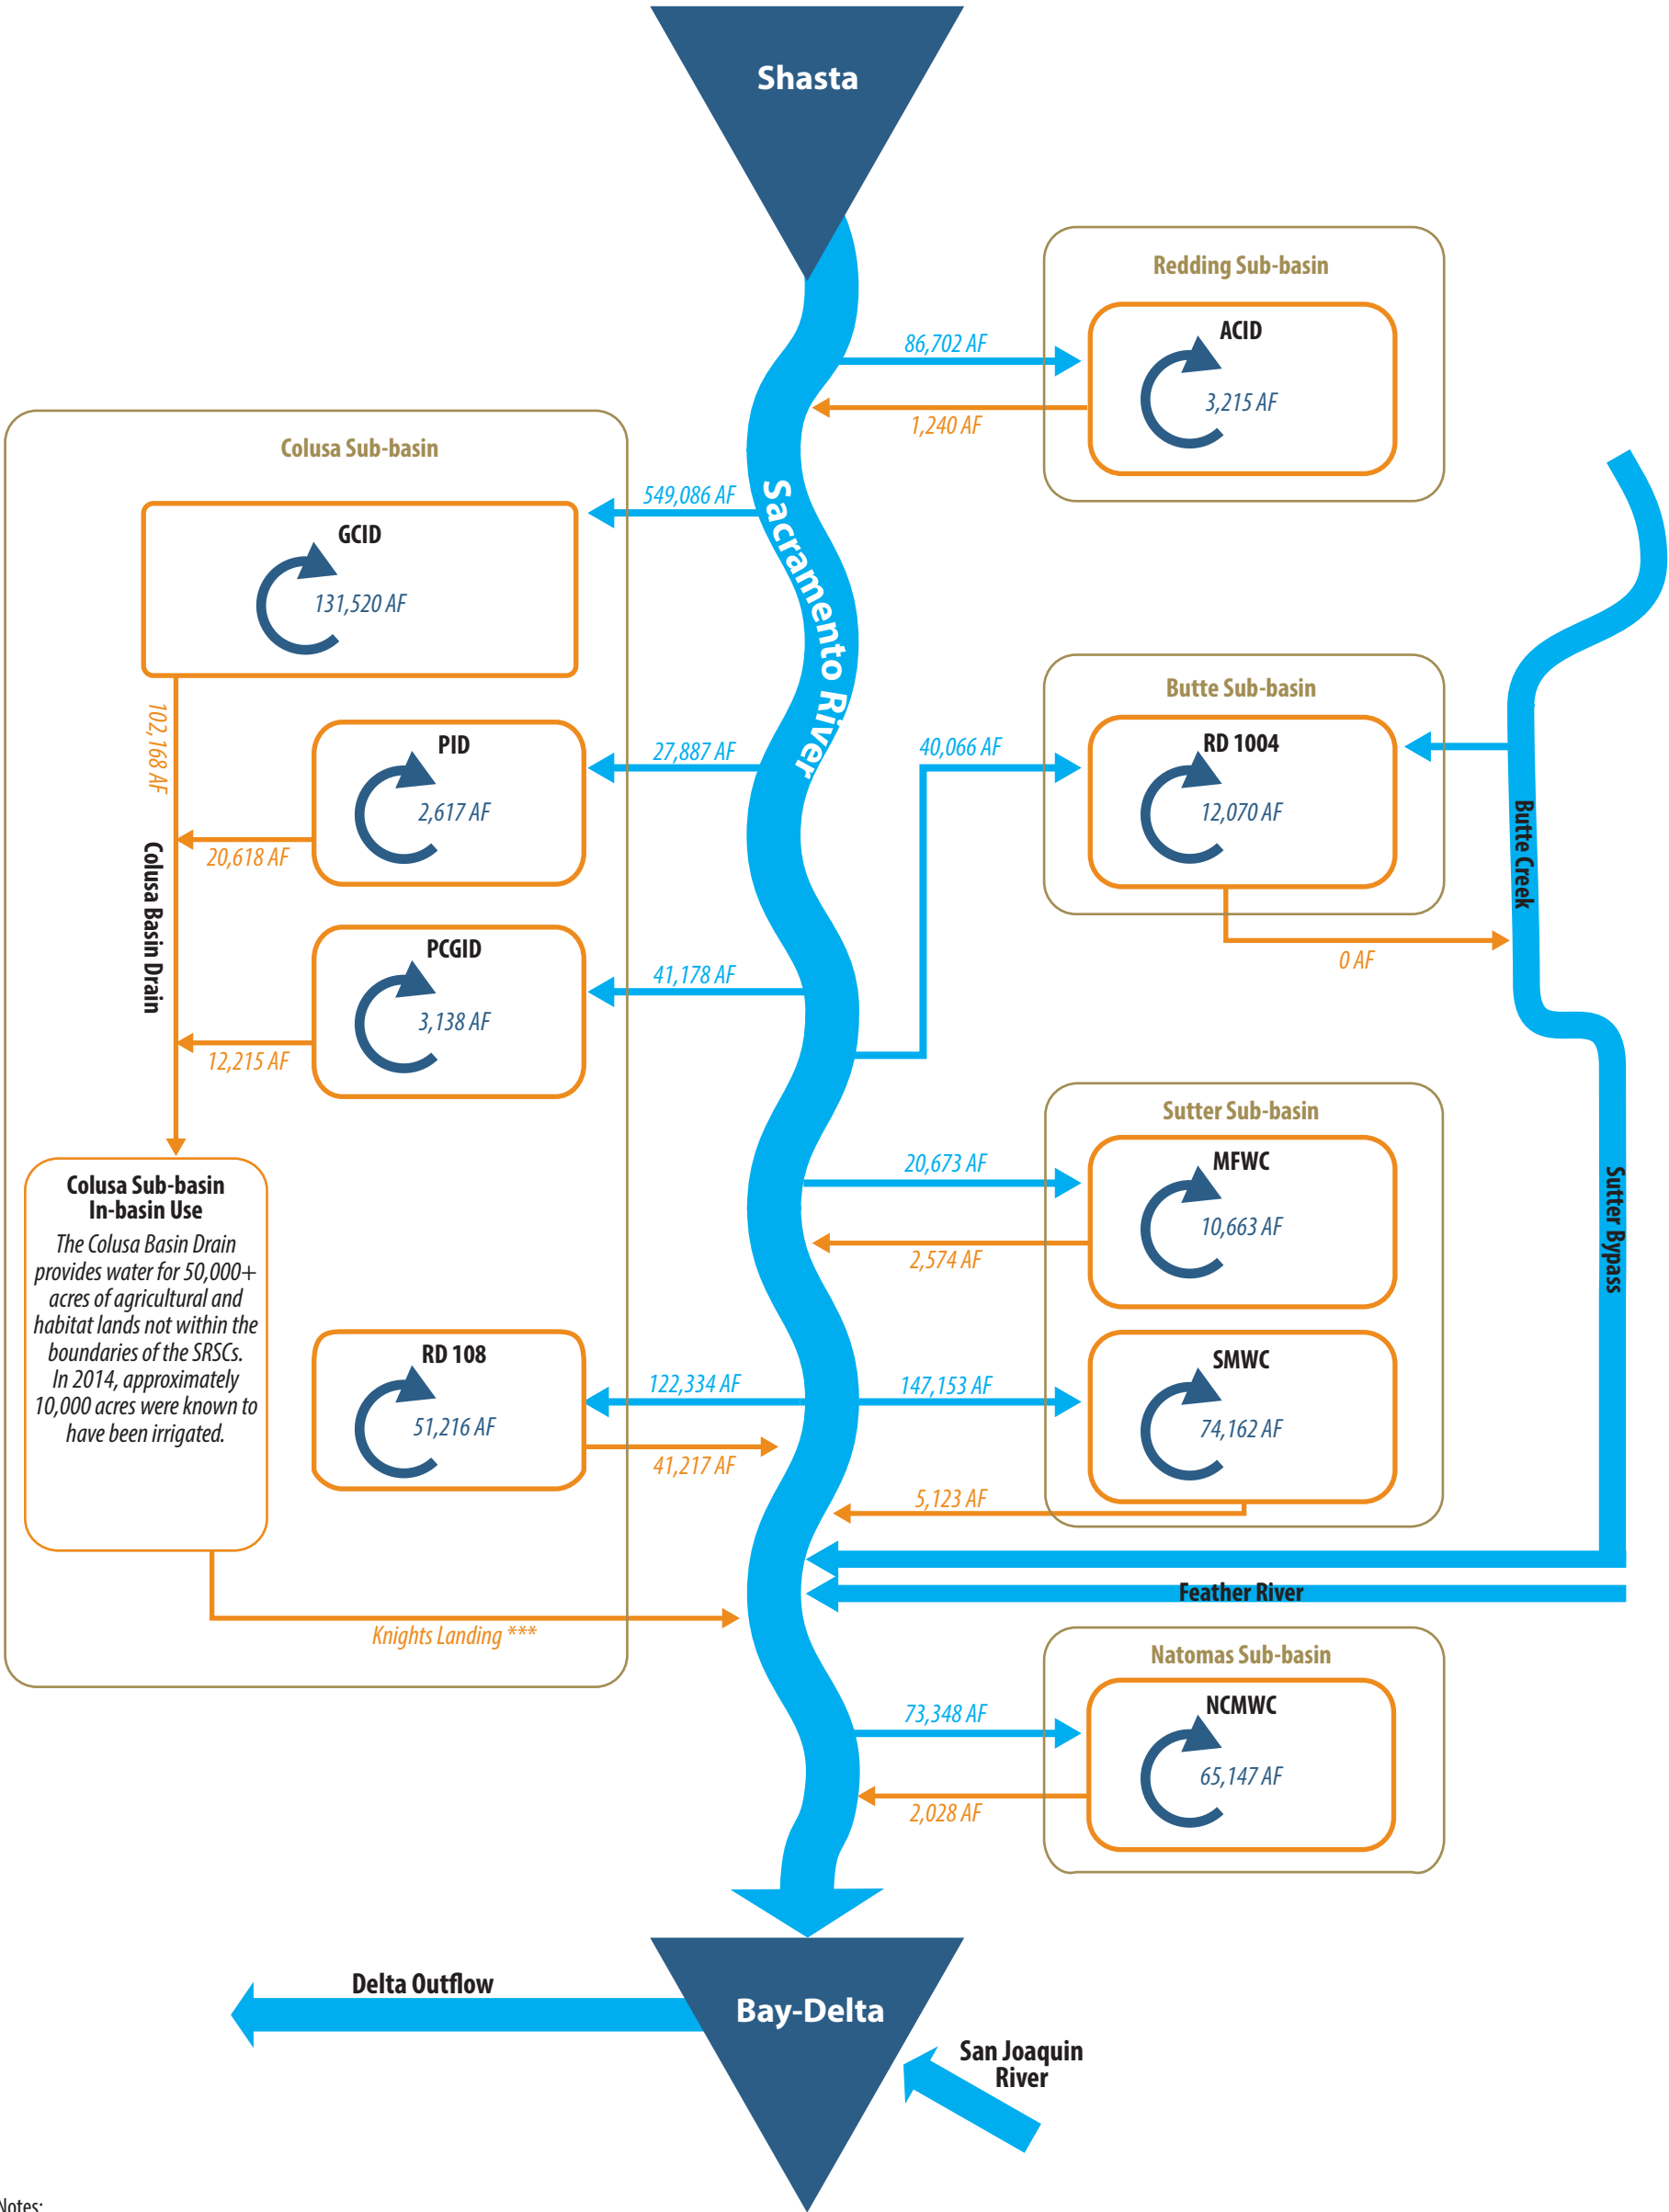 Shasta
Redding Sub-basin
ACID
86,702 AF
3,215 AF
1,240 AF
Colusa Sub-basin
549,086 AF
GCID
131,520 AF
Sacramento River
102,168 AF
Butte Sub-basin
PID
27,887 AF
40,066 AF
RD 1004
2,617 AF
12,070 AF
20,618 AF
Butte Creek
Colusa Basin Drain
PCGID
41,178 AF
0 AF
3,138 AF
12,215 AF
Sutter Sub-basin
MFWC
20,673 AF
10,663 AF
2,574 AF
Sutter Bypass
Colusa Sub-basin
In-basin Use
The Colusa Basin Drain
provides water for 50,000+
acres of agricultural and
habitat lands not within the
boundaries of the SRSCs.
In 2014, approximately
10,000 acres were known to
have been irrigated.
RD 108
122,334 AF
51,216 AF
41,217 AF
SMWC
147,153 AF
74,162 AF
5,123 AF
Feather River
Knights Landing ***
Natomas Sub-basin
NCMWC
73,348 AF
65,147 AF
2,028 AF
Delta Outflow
Bay-Delta
San Joaquin
River
Notes: